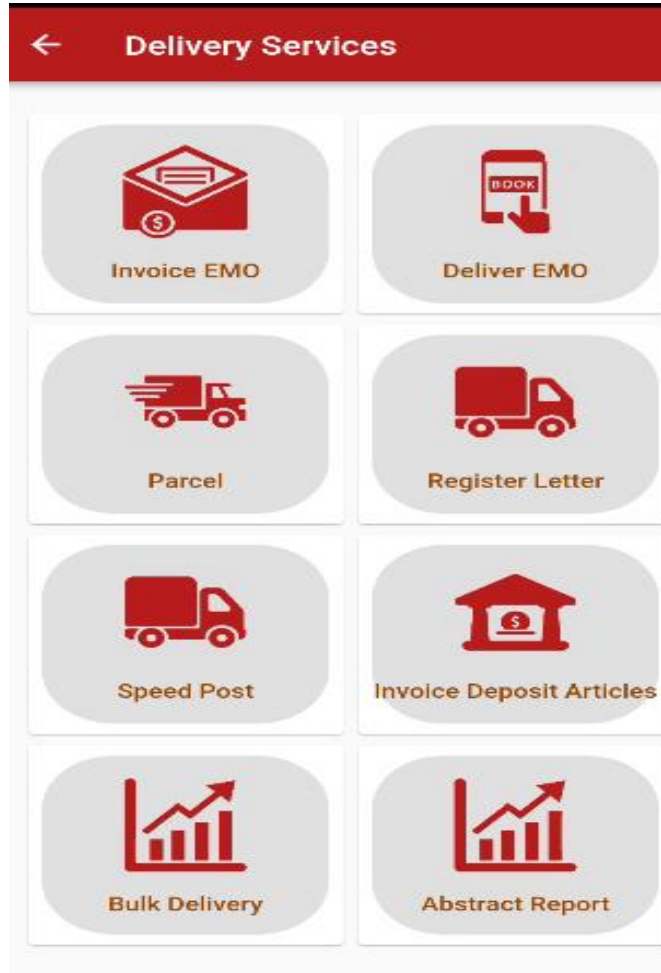 Delivery Services
BOOK
Invoice EMO
Deliver EMO
Parcel
Register Letter
Speed Post
Invoice Deposit Articles
Bulk Delivery
Abstract Report